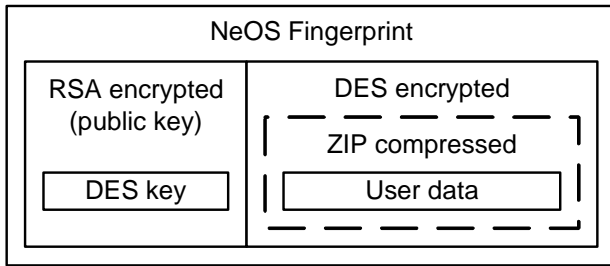 NeOS Fingerprint
RSA encrypted
(public key)
DES key
DES encrypted
ZIP compressed
User data